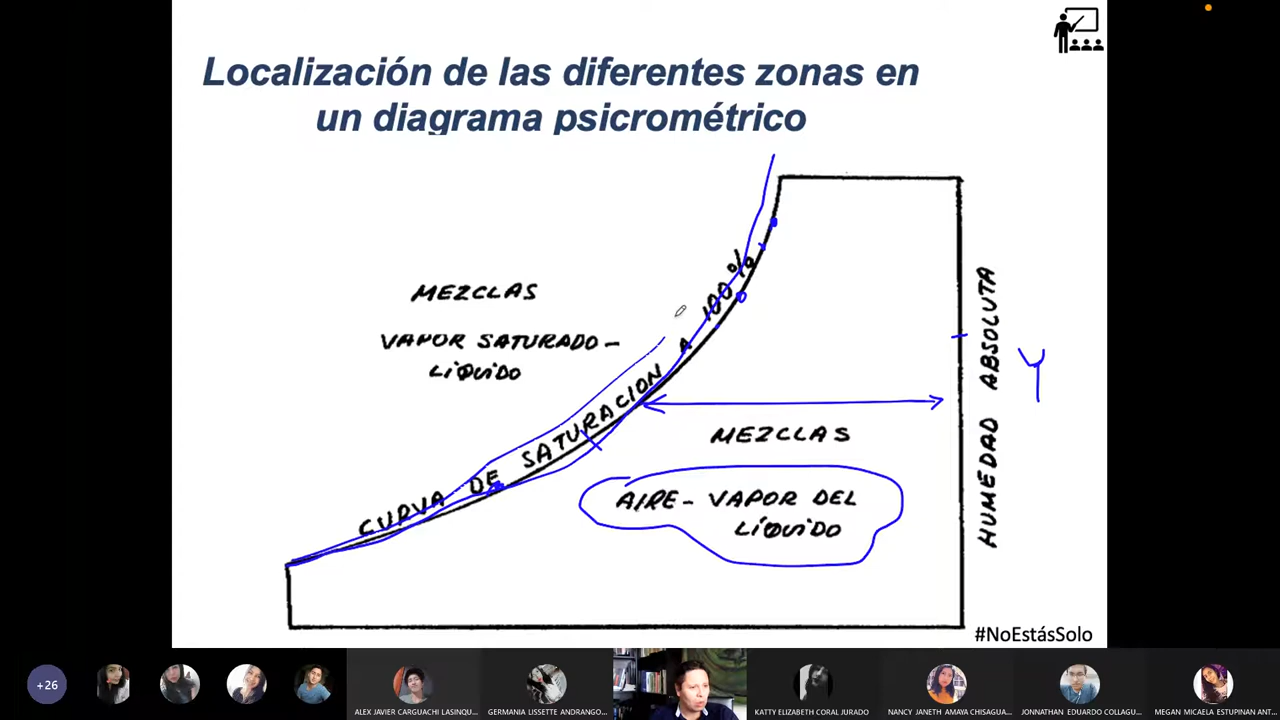 Localización de las diferentes zonas en
un diagrama psicrométrico
MEZCLAS
VAPOR SATURADO-
LÍQUIDO
CURVA DE SATURACION A 100%
MEZCLAS
AIRE- VAPOR DEL
LÍQUIDO
HUMEDAD ABSOLUTA
Y
#NoEstásSolo
+26
ALEX JAVIER CARGUACHI LASINQU...
GERMANIA LISSETTE ANDRANGO...
KATTY ELIZABETH CORAL JURADO
NANCY JANETH AMAYA CHISAGUA...
JONNATHAN EDUARDO COLLAGU...
MEGAN MICAELA ESTUPINAN ANT...